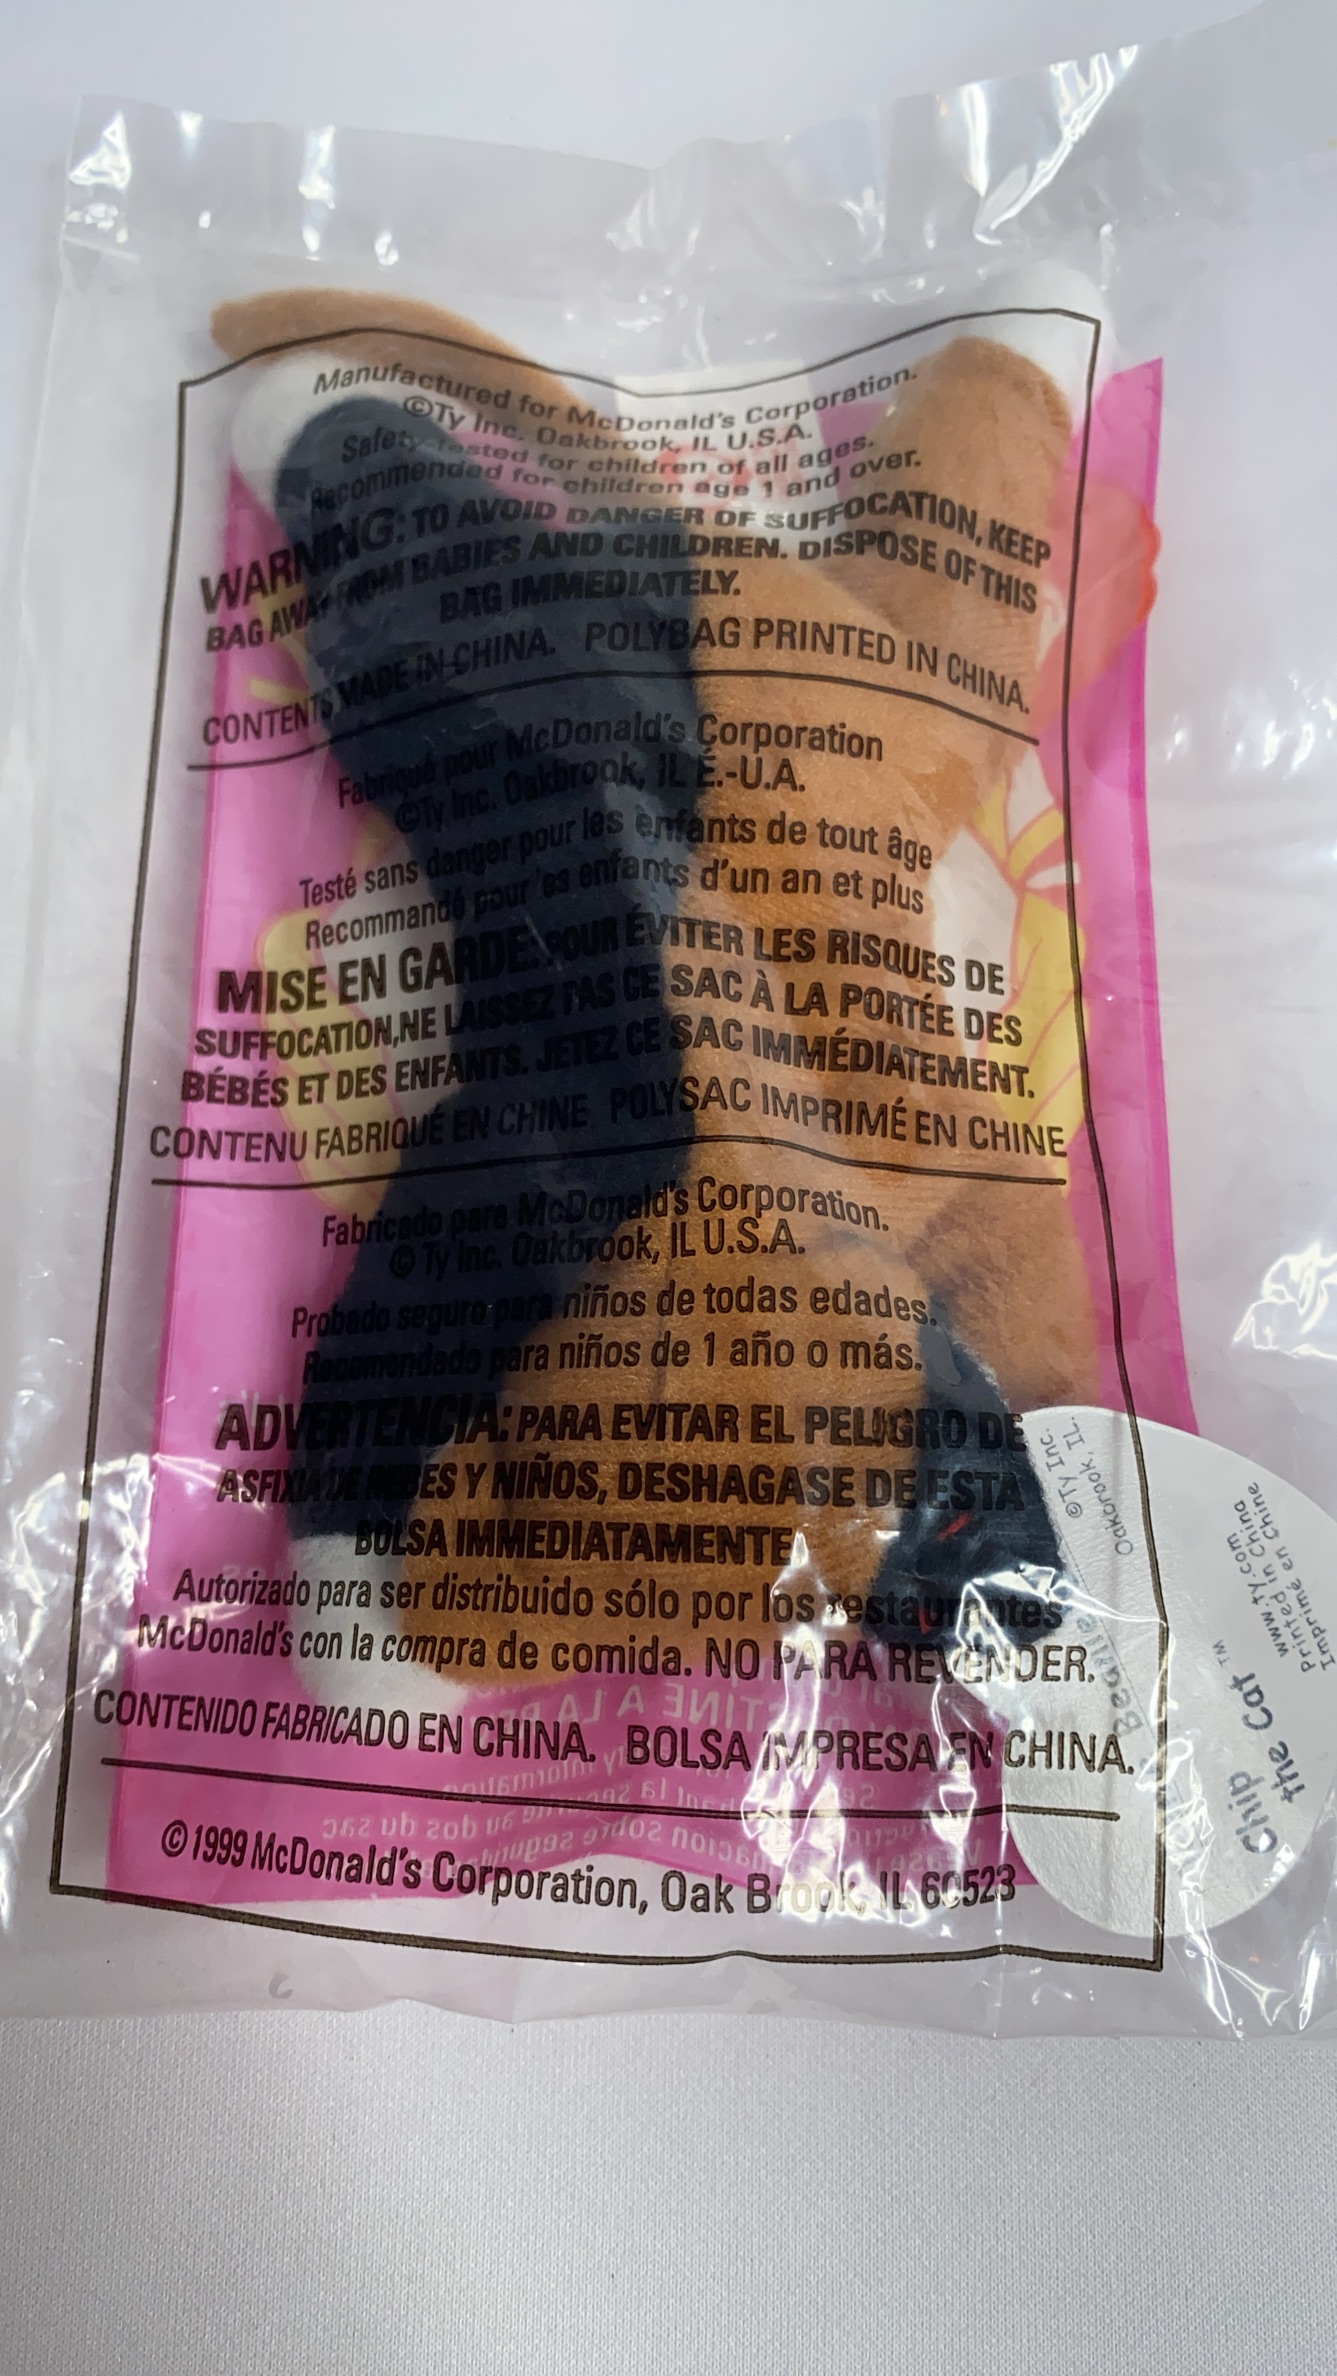 Manufactured for McDonald's Corporation.
©Ty Inc. Oakbrook, IL U.S.A.
Safety tested for children of all ages.
Recommended for children age 1 and over.
WARNING: TO AVOID DANGER OF SUFFOCATION, KEEP
BAG AWAY FROM BABIES AND CHILDREN. DISPOSE OF THIS
BAG IMMEDIATELY.
CONTENTS MADE IN CHINA. POLYBAG PRINTED IN CHINA.
Fabriqué pour McDonald's Corporation
©Ty Inc. Oakbrook, IL É.-U.A.
Testé sans danger pour les enfants de tout âge
Recommandé pour les enfants d'un an et plus
MISE EN GARDE: POUR ÉVITER LES RISQUES DE
SUFFOCATION,NE LAISSEZ PAS CE SAC À LA PORTÉE DES
BÉBÉS ET DES ENFANTS. JETEZ CE SAC IMMÉDIATEMENT.
CONTENU FABRIQUÉ EN CHINE POLYSAC IMPRIMÉ EN CHINE
Fabricado para McDonald's Corporation.
© Ty Inc. Oakbrook, IL U.S.A.
Probado seguro para niños de todas edades.
Recomendado para niños de 1 año o más.
ADVERTENCIA: PARA EVITAR EL PELIGRO DE
ASFIXIA DE BEBES Y NIÑOS, DESHAGASE DE ESTA
BOLSA IMMEDIATAMENTE
Autorizado para ser distribuido sólo por los restaurantes
McDonald's con la compra de comida. NO PARA REVENDER.
CONTENIDO FABRICADO EN CHINA. BOLSA IMPRESA EN CHINA.
©1999 McDonald's Corporation, Oak Brook, IL 60523
©Ty Inc.
Oakbrook, IL.
Chip
the Cat™
www.ty.com
Printed in China
Imprimé en Chine